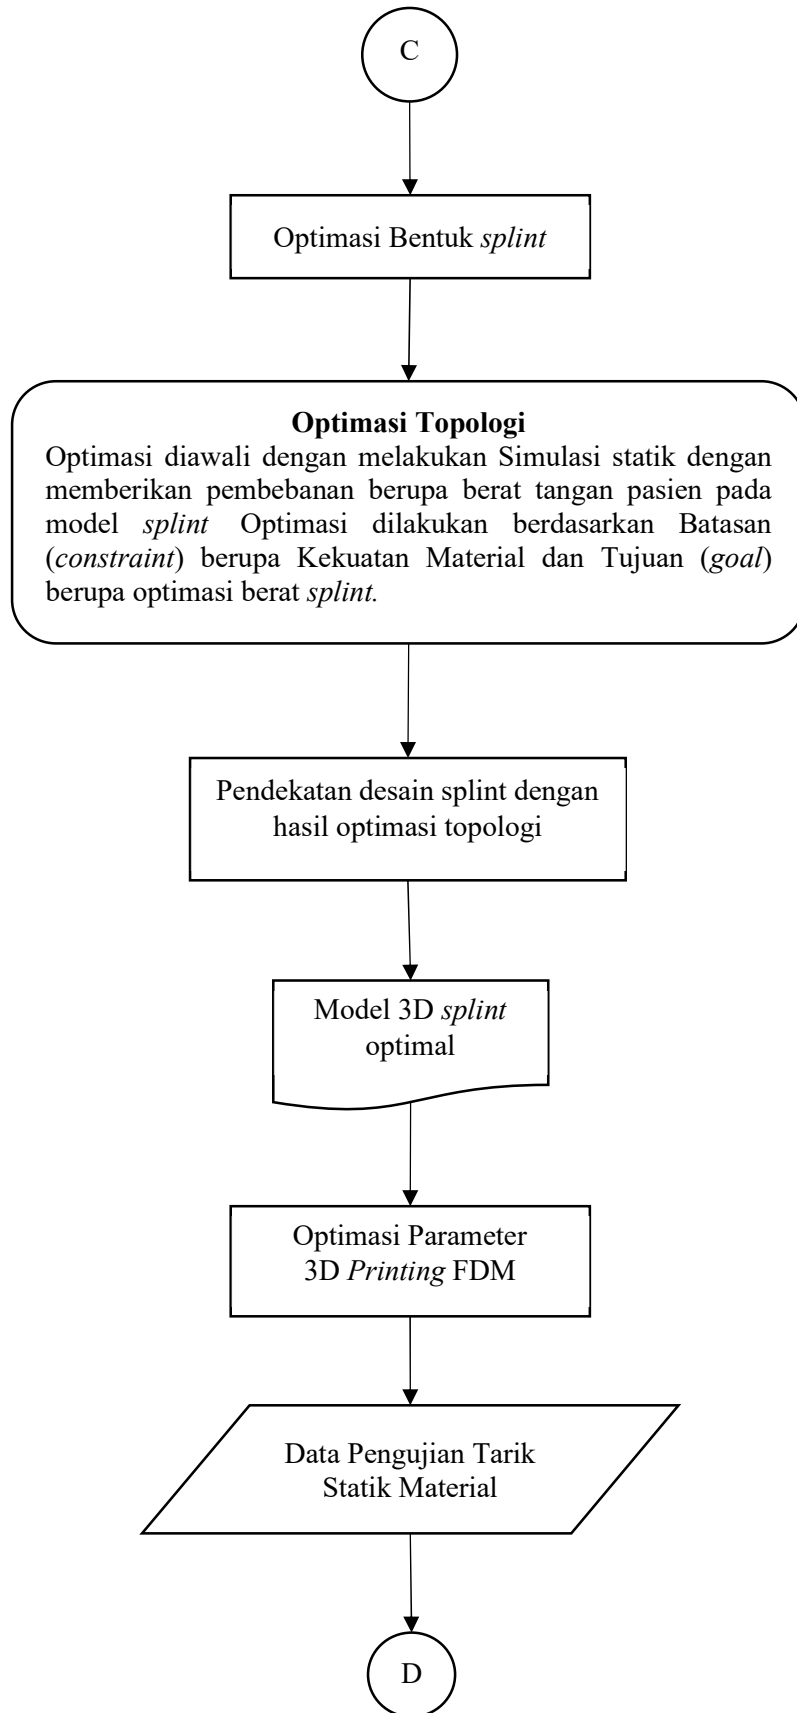 C
Optimasi Bentuk splint
Optimasi Topologi
Optimasi diawali dengan melakukan Simulasi statik dengan
memberikan pembebanan berupa berat tangan pasien pada
model splint Optimasi dilakukan berdasarkan Batasan
(constraint) berupa Kekuatan Material dan Tujuan (goal)
berupa optimasi berat splint.
Pendekatan desain splint dengan
hasil optimasi topologi
Model 3D splint
optimal
Optimasi Parameter
3D Printing FDM
Data Pengujian Tarik
Statik Material
D